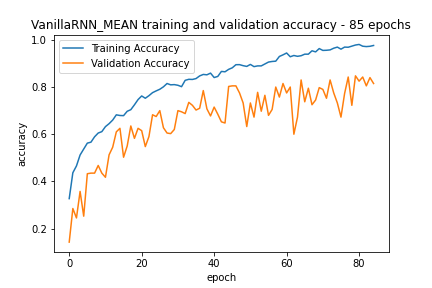 VanillaRNN_MEAN training and validation accuracy - 85 epochs
Training Accuracy
Validation Accuracy
1.0
0.8
0.6
0.4
0.2
accuracy
0 20 40 60 80
epoch